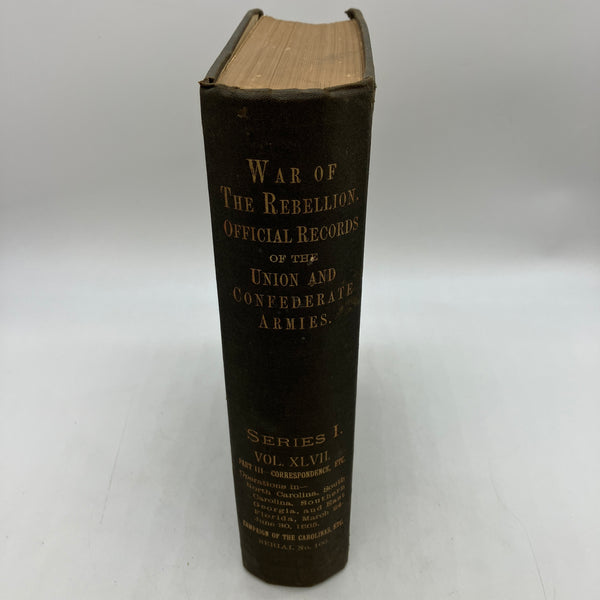 WAR OF
THE REBELLION.
OFFICIAL RECORDS
OF THE
UNION AND
CONFEDERATE
ARMIES.
SERIES I.
VOL. XLVII.
PART III—CORRESPONDENCE, ETC.
Operations in—
North Carolina, South
Carolina, Southern
Georgia, and East
Florida, March 24-
June 30, 1865.
CAMPAIGN OF THE CAROLINAS, ETC.
SERIAL No. 100.